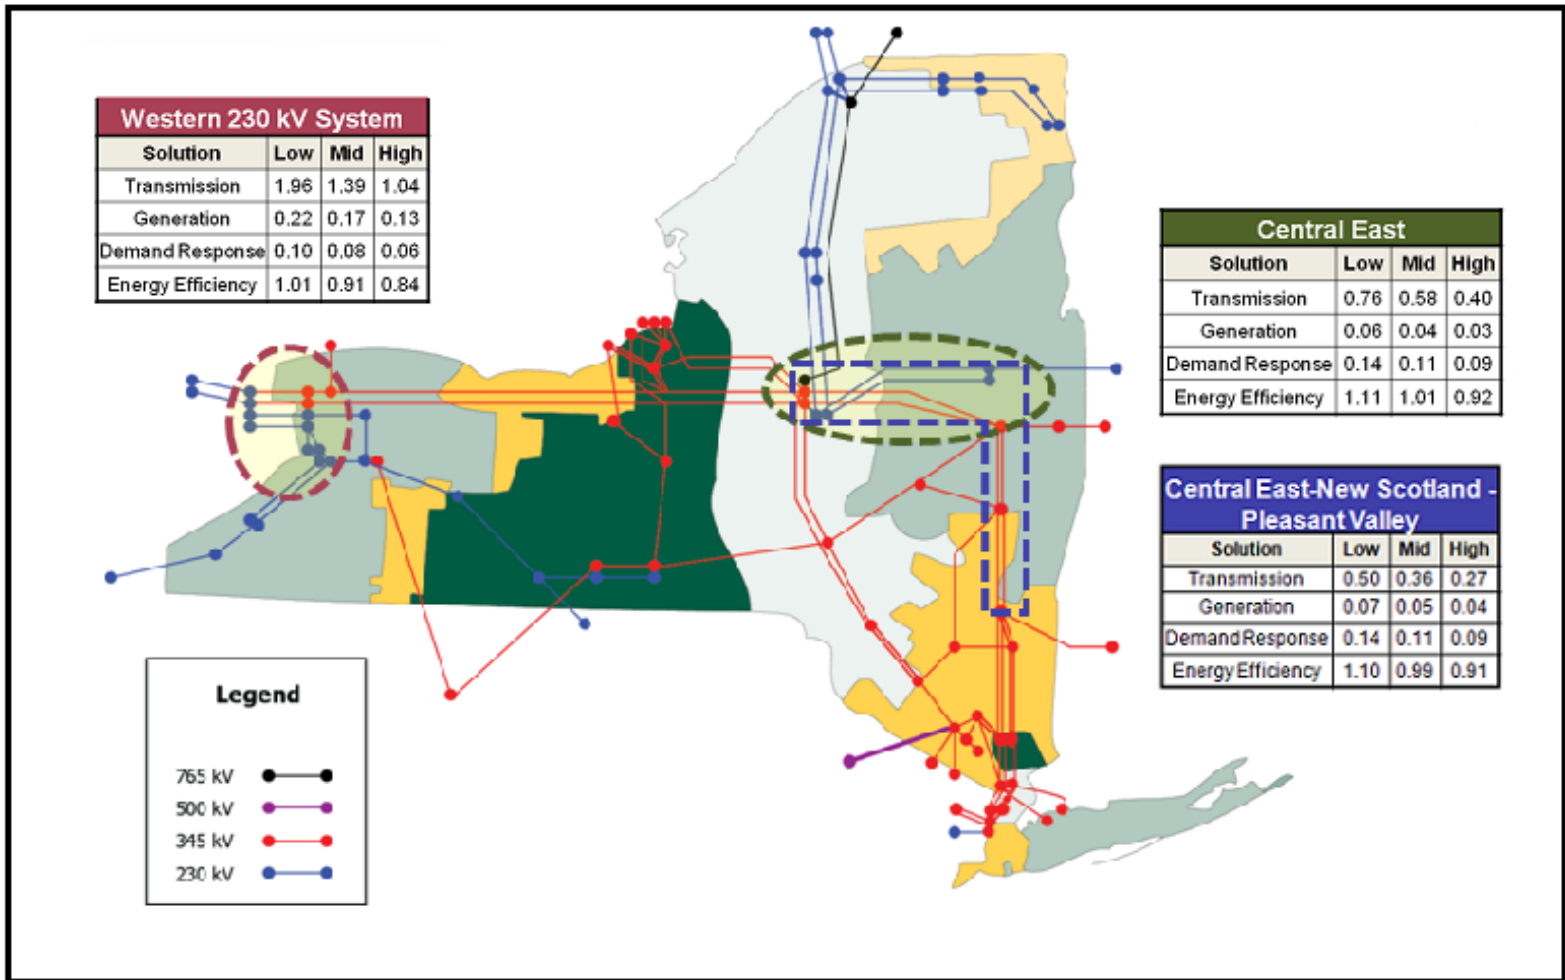 Western 230 kV System
Solution Low Mid High
Transmission 1.96 1.39 1.04
Generation 0.22 0.17 0.13
Demand Response 0.10 0.08 0.06
Energy Efficiency 1.01 0.91 0.84
Central East
Solution Low Mid High
Transmission 0.76 0.58 0.40
Generation 0.06 0.04 0.03
Demand Response 0.14 0.11 0.09
Energy Efficiency 1.11 1.01 0.92
Central East-New Scotland -
Pleasant Valley
Solution Low Mid High
Transmission 0.50 0.36 0.27
Generation 0.07 0.05 0.04
Demand Response 0.14 0.11 0.09
Energy Efficiency 1.10 0.99 0.91
Legend
765 kV
500 kV
345 kV
230 kV